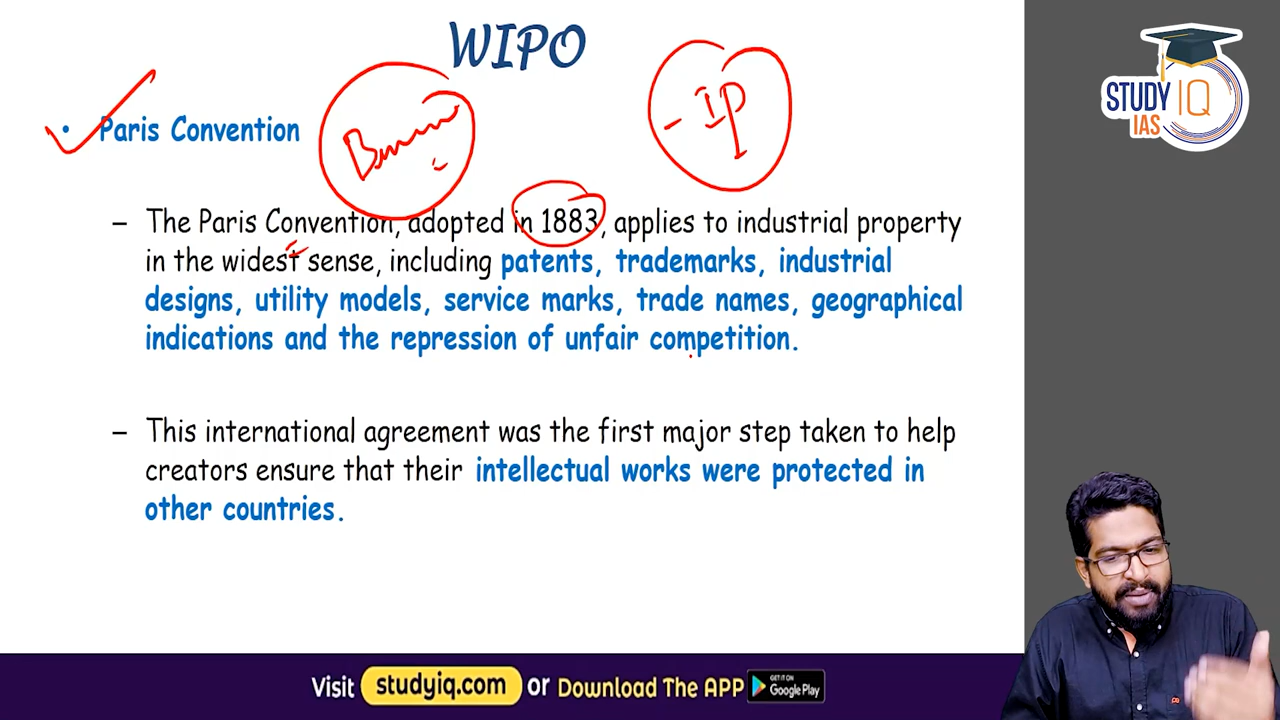 WIPO
STUDY IQ
IAS
• Paris Convention
- IP
– The Paris Convention, adopted in 1883, applies to industrial property
in the widest sense, including patents, trademarks, industrial
designs, utility models, service marks, trade names, geographical
indications and the repression of unfair competition.
– This international agreement was the first major step taken to help
creators ensure that their intellectual works were protected in
other countries.
Visit studyiq.com or Download The APP GET IT ON Google Play